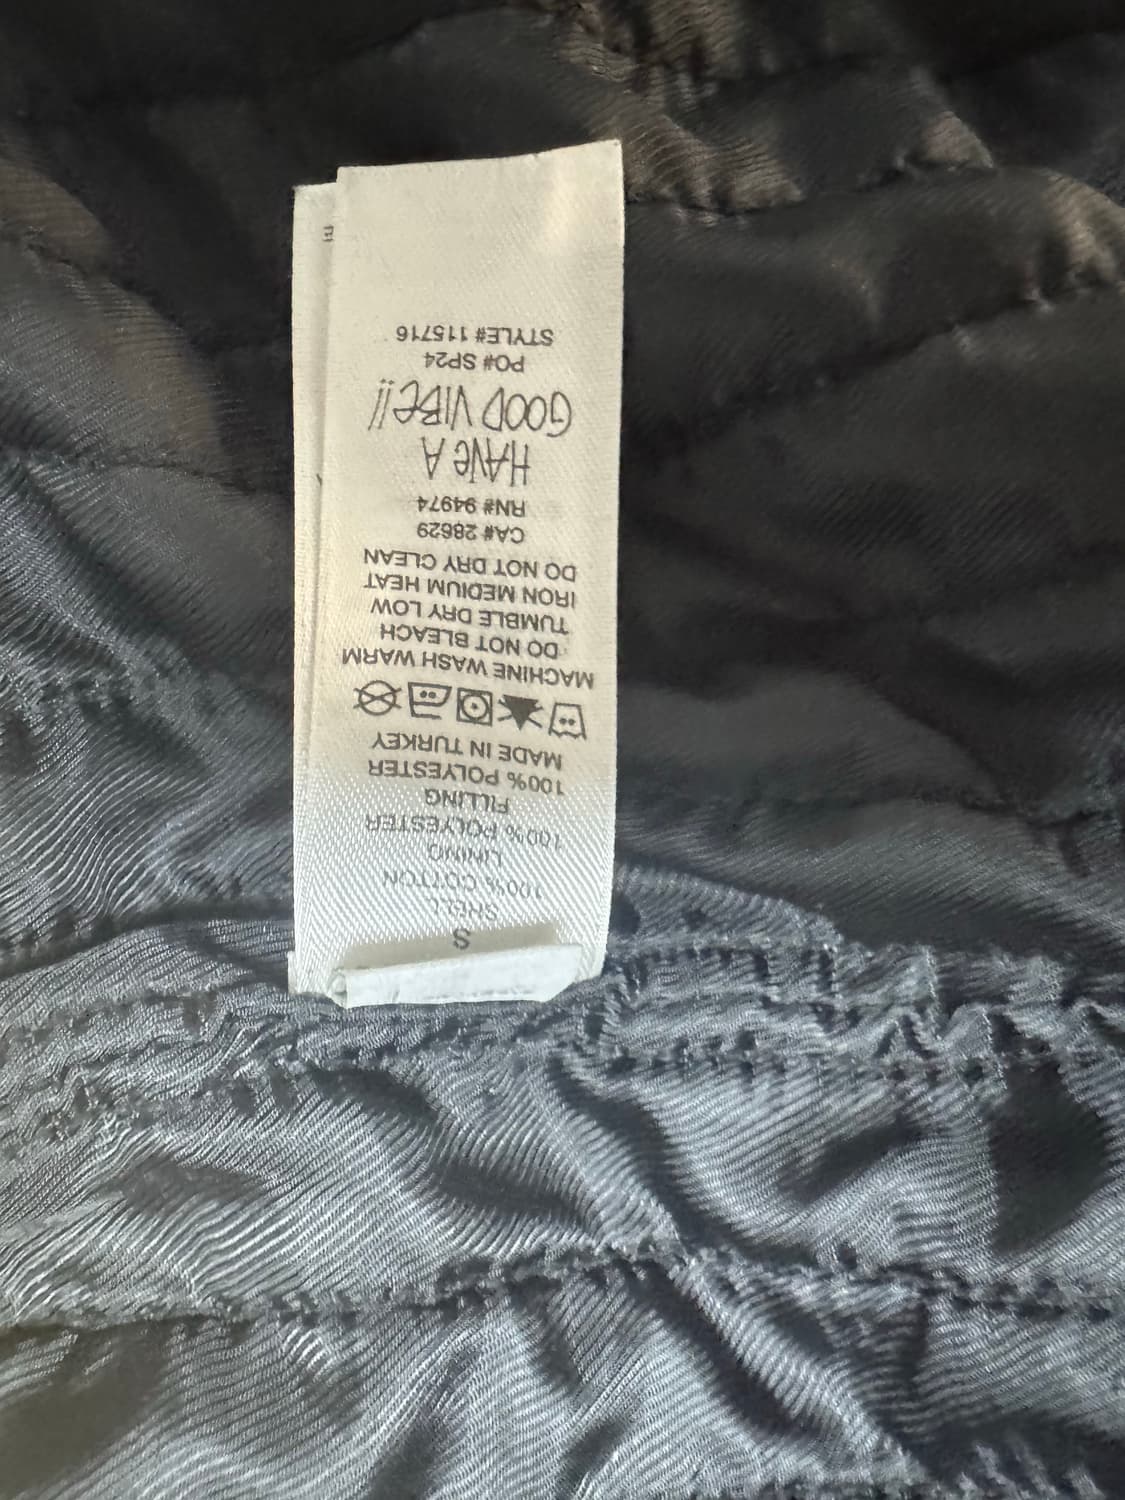 S
SHELL
100% COTTON
LINING
100% POLYESTER
FILLING
100% POLYESTER
MADE IN TURKEY
MACHINE WASH WARM
DO NOT BLEACH
TUMBLE DRY LOW
IRON MEDIUM HEAT
DO NOT DRY CLEAN
CA# 28629
RN# 94974
HAVE A
GOOD VIBE!!
PO# SP24
STYLE# 115716